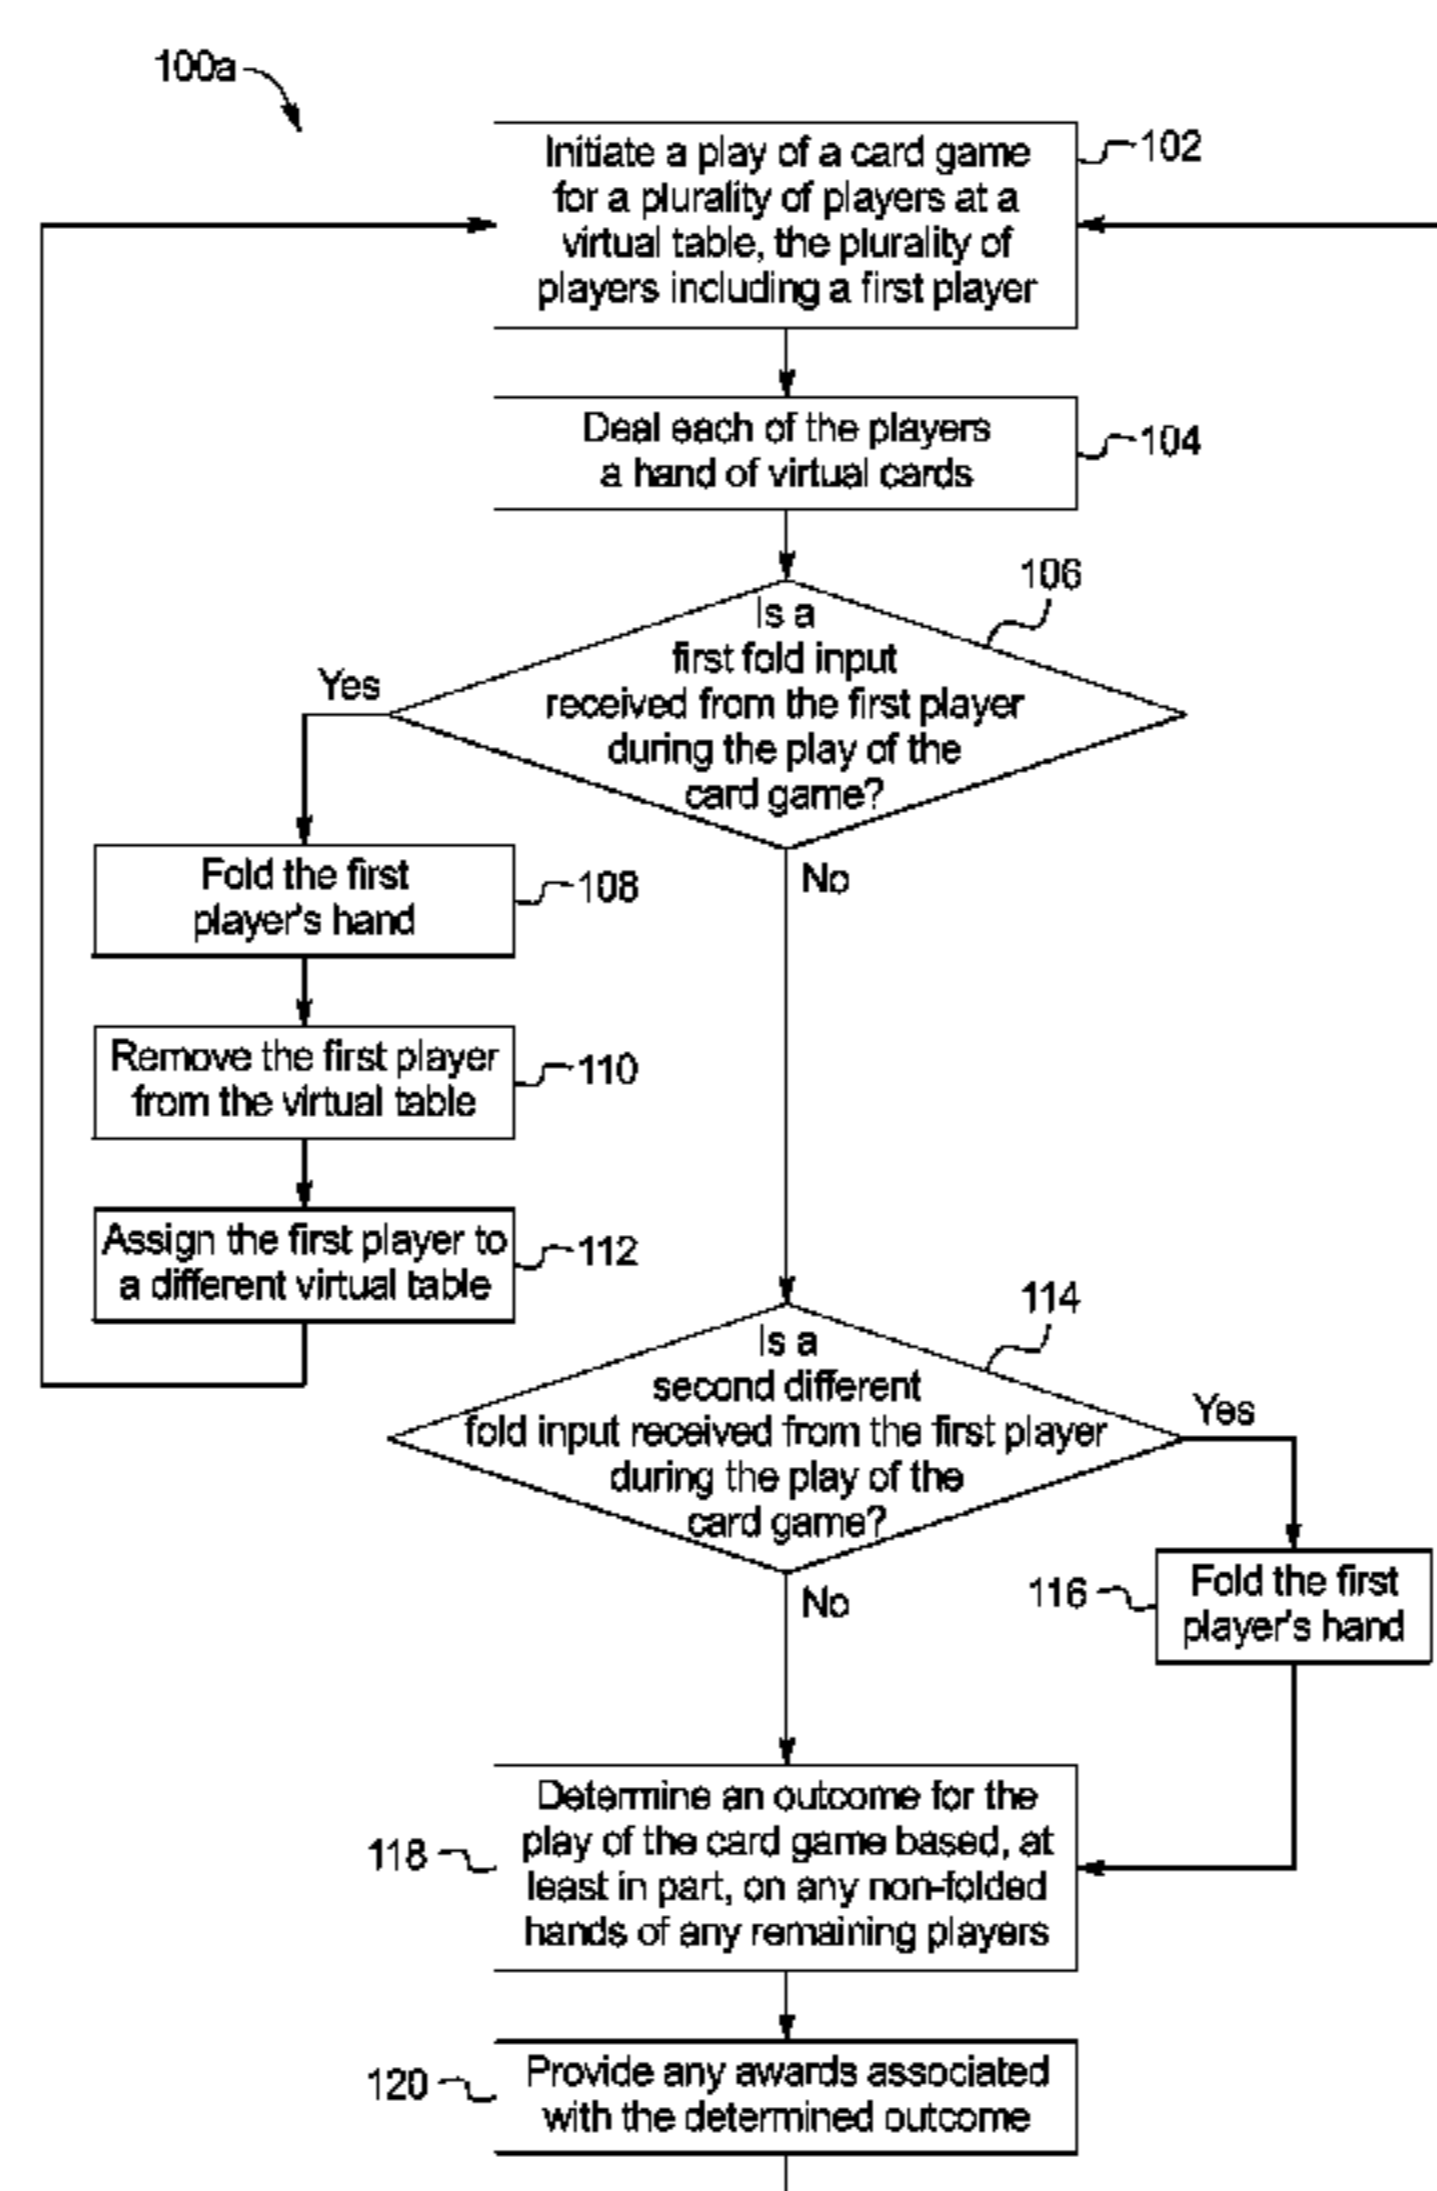 100a
Initiate a play of a card game
for a plurality of players at a
virtual table, the plurality of
players including a first player
102
Deal each of the players
a hand of virtual cards
104
106
Is a
first fold input
received from the first player
during the play of the
card game?
Yes
No
Fold the first
player's hand
108
Remove the first player
from the virtual table
110
Assign the first player to
a different virtual table
112
114
Is a
second different
fold input received from the first player
during the play of the
card game?
Yes
No
116
Fold the first
player's hand
118
Determine an outcome for the
play of the card game based, at
least in part, on any non-folded
hands of any remaining players
120
Provide any awards associated
with the determined outcome